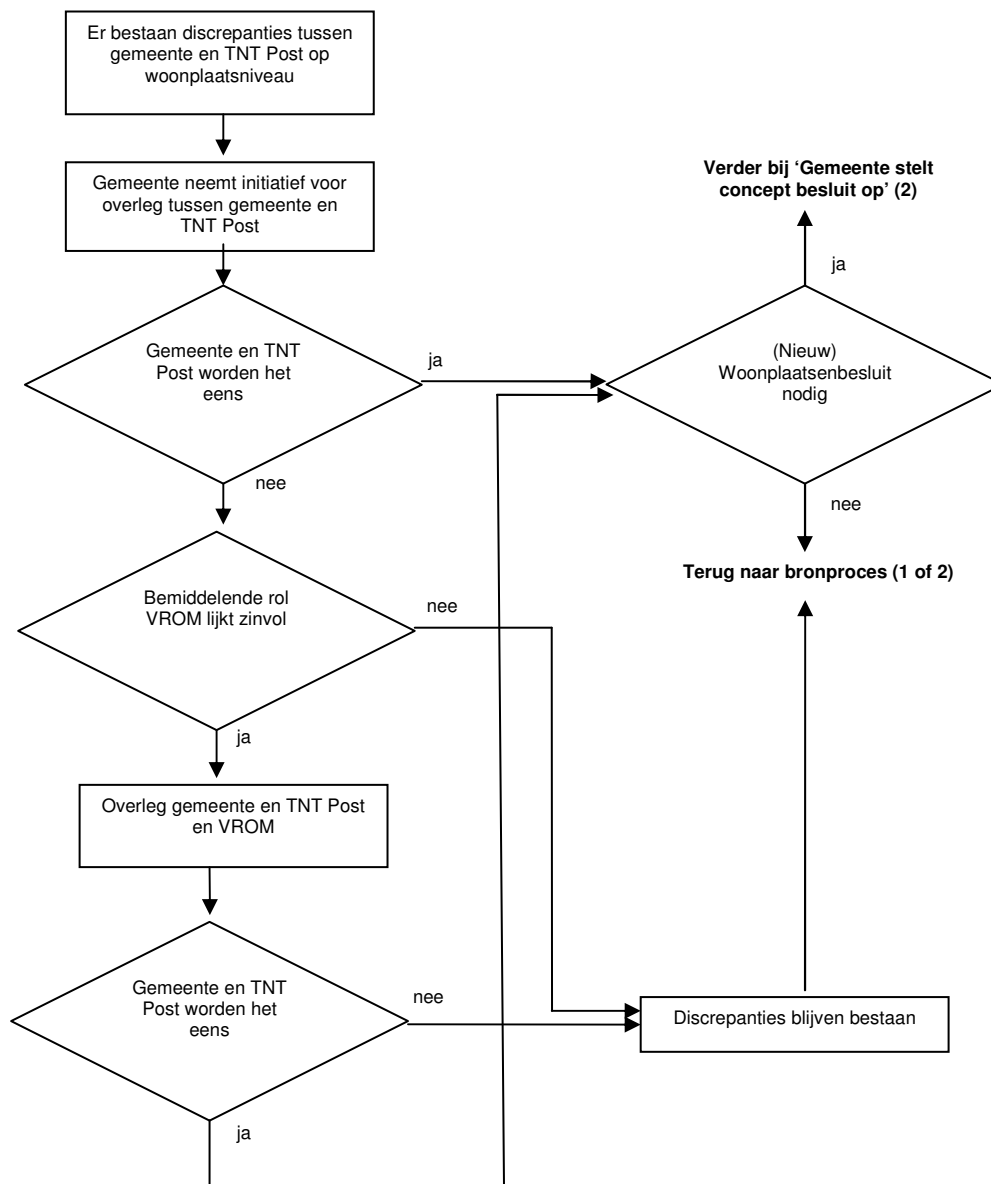 Er bestaan discrepanties tussen
gemeente en TNT Post op
woonplaatsniveau
Gemeente neemt initiatief voor
overleg tussen gemeente en
TNT Post
Verder bij ‘Gemeente stelt
concept besluit op’ (2)
ja
Gemeente en TNT
Post worden het
eens
ja
(Nieuw)
Woonplaatsenbesluit
nodig
nee
nee
Terug naar bronproces (1 of 2)
Bemiddelende rol
VROM lijkt zinvol
nee
ja
Overleg gemeente en TNT Post
en VROM
Gemeente en TNT
Post worden het
eens
nee
Discrepanties blijven bestaan
ja